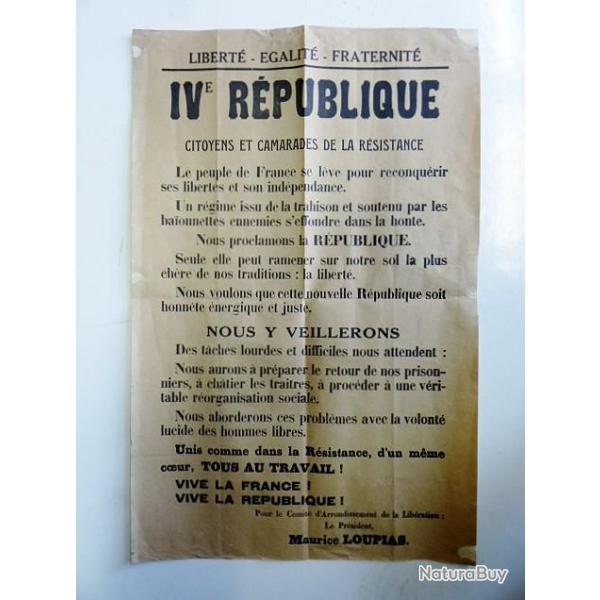 LIBERTÉ - EGALITÉ - FRATERNITÉ
IVE RÉPUBLIQUE
CITOYENS ET CAMARADES DE LA RÉSISTANCE
Le peuple de France se lève pour reconquérir
ses libertés et son indépendance.
Un régime issu de la trahison et soutenu par les
baïonnettes ennemies s'effondre dans la honte.
Nous proclamons la RÉPUBLIQUE.
Seule elle peut ramener sur notre sol la plus
chère de nos traditions : la liberté.
Nous voulons que cette nouvelle République soit
honnête énergique et juste.
NOUS Y VEILLERONS
Des tâches lourdes et difficiles nous attendent :
Nous aurons à préparer le retour de nos prison-
niers, à châtier les traitres, à procéder à une véri-
table réorganisation sociale.
Nous aborderons ces problèmes avec la volonté
lucide des hommes libres.
Unis comme dans la Résistance, d'un même
cœur, TOUS AU TRAVAIL !
VIVE LA FRANCE !
VIVE LA REPUBLIQUE !
Pour le Comité d'Arrondissement de la Libération :
Le Président,
Maurice LOUPIAS.
NaturaBuy